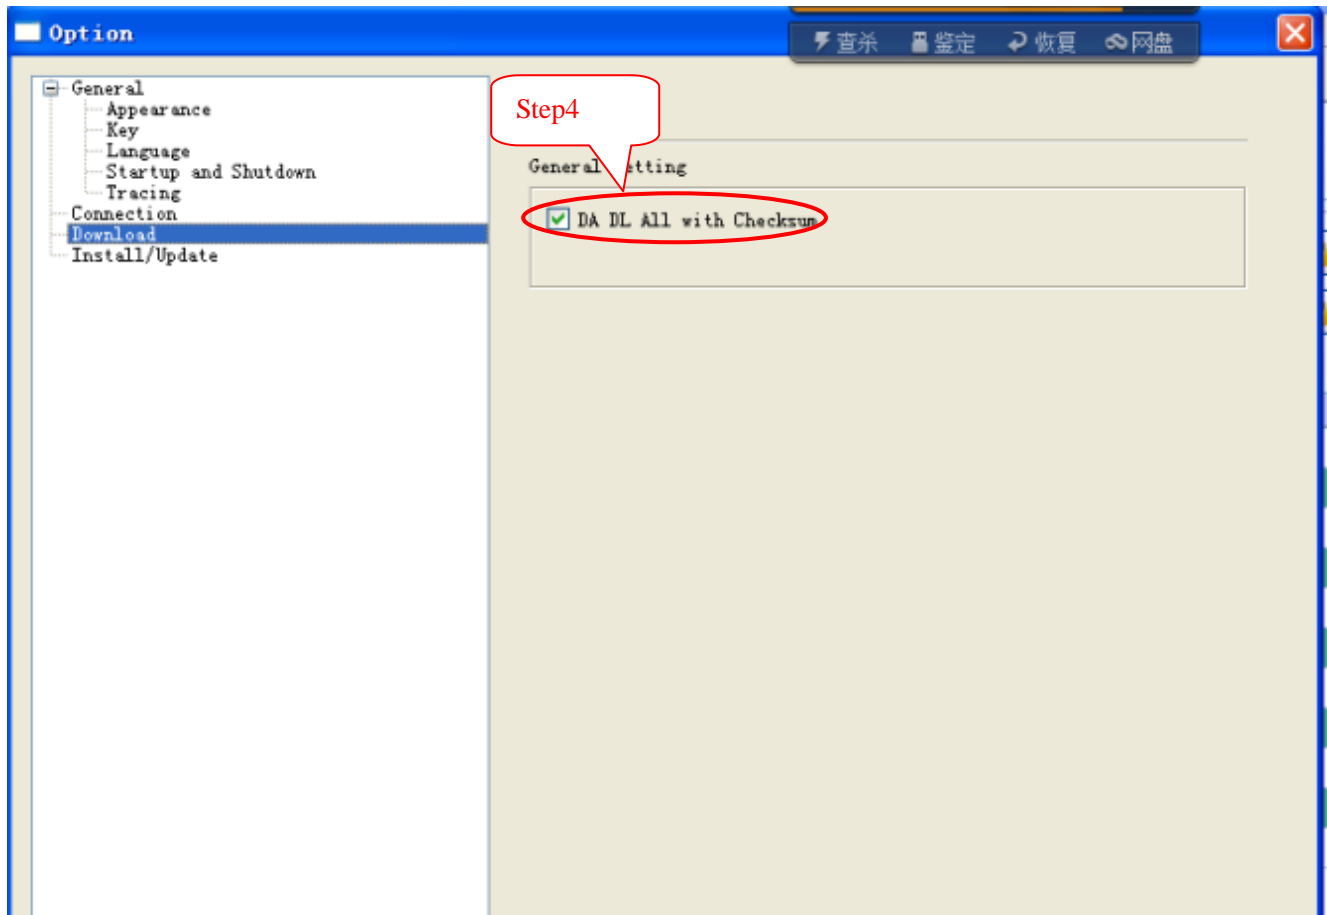 Option
查杀 鉴定 恢复 网盘
General
Appearance
Key
Language
Startup and Shutdown
Tracing
Connection
Download
Install/Update
Step4
General etting
DA DL All with Checksum